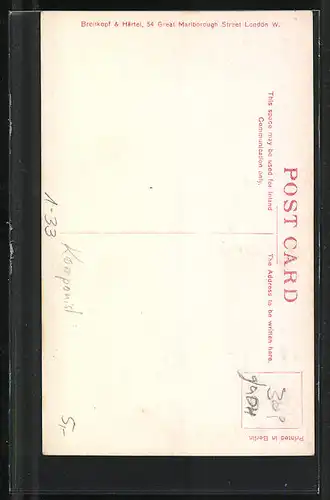 Breitkopf & Härtel, 54 Great Marlborough Street London W.
POST CARD
This space may be used for Inland
Communication only.
The Address to be written here.
Printed in Berlin
1-33
5,-